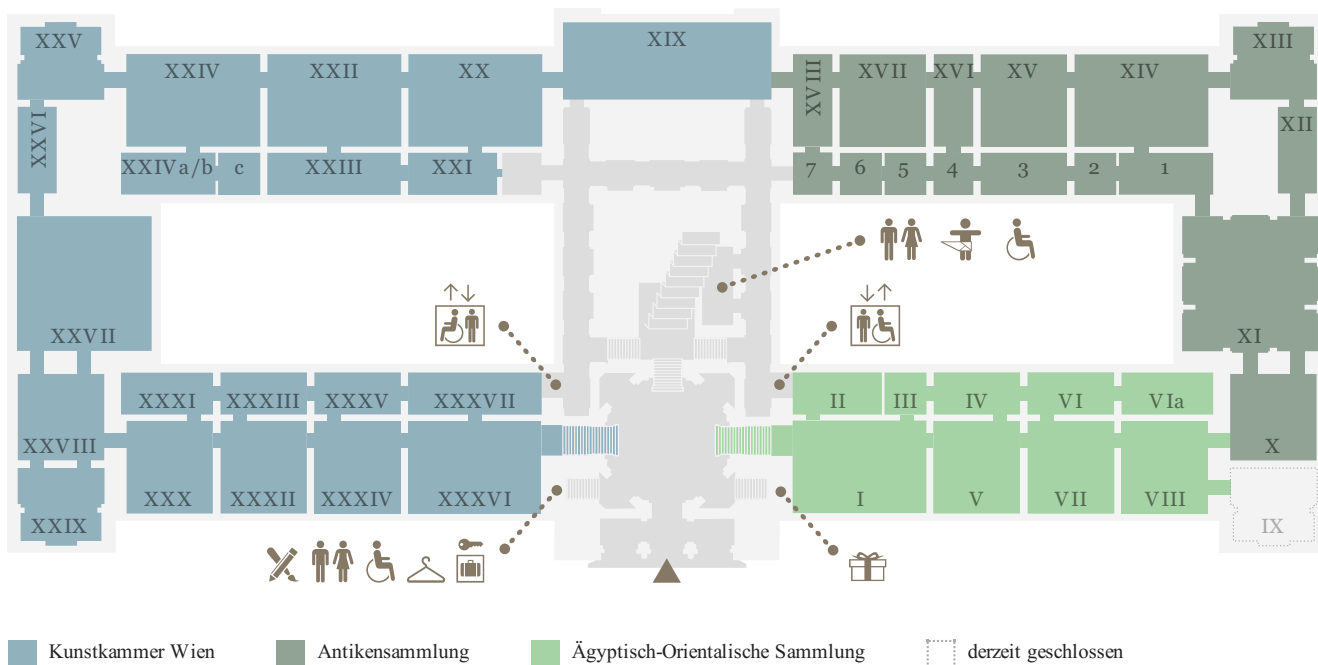 XXV
XXIV
XXII
XX
XIX
XVIII
XVII
XVI
XV
XIV
XIII
XXVI
XII
XXIVa/b
c
XXIII
XXI
7
6
5
4
3
2
1
XXVII
XI
XXXI
XXXIII
XXXV
XXXVII
II
III
IV
VI
VIa
XXVIII
X
XXX
XXXII
XXXIV
XXXVI
I
V
VII
VIII
XXIX
IX
Kunstkammer Wien
Antikensammlung
Ägyptisch-Orientalische Sammlung
derzeit geschlossen